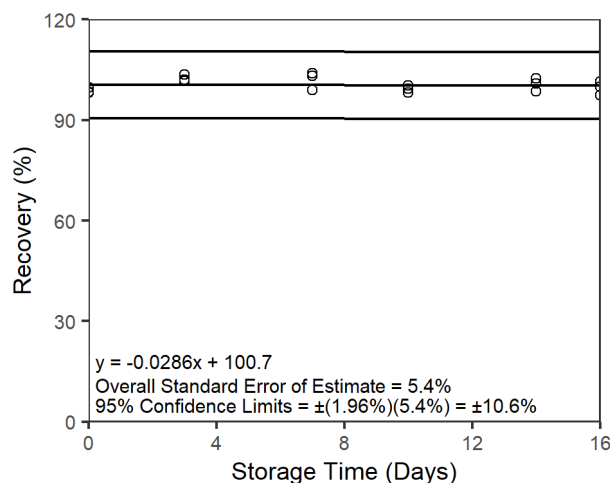 120
90
60
30
0
Recovery (%)
y = -0.0286x + 100.7
Overall Standard Error of Estimate = 5.4%
95% Confidence Limits = ±(1.96%)(5.4%) = ±10.6%
0 4 8 12 16
Storage Time (Days)